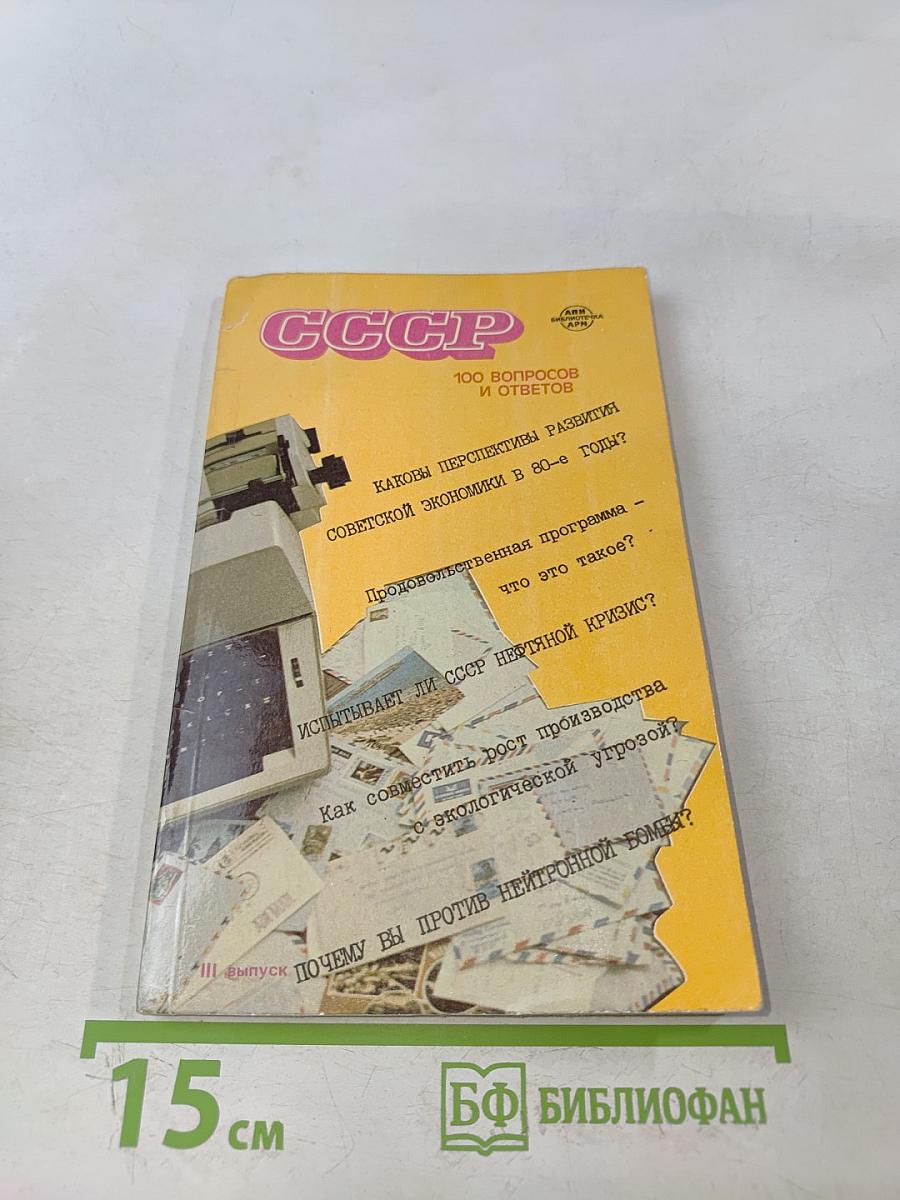 СССР
АПН
БИБЛИОТЕЧКА
АРН
100 ВОПРОСОВ
И ОТВЕТОВ
КАКОВЫ ПЕРСПЕКТИВЫ РАЗВИТИЯ
СОВЕТСКОЙ ЭКОНОМИКИ В 80-е ГОДЫ?
Продовольственная программа –
что это такое?
ИСПЫТЫВАЕТ ЛИ СССР НЕФТЯНОЙ КРИЗИС?
Как совместить рост производства
с экологической угрозой?
ПОЧЕМУ ВЫ ПРОТИВ НЕЙТРОННОЙ БОМБЫ?
III выпуск
15 см
БФ БИБЛИОФАН